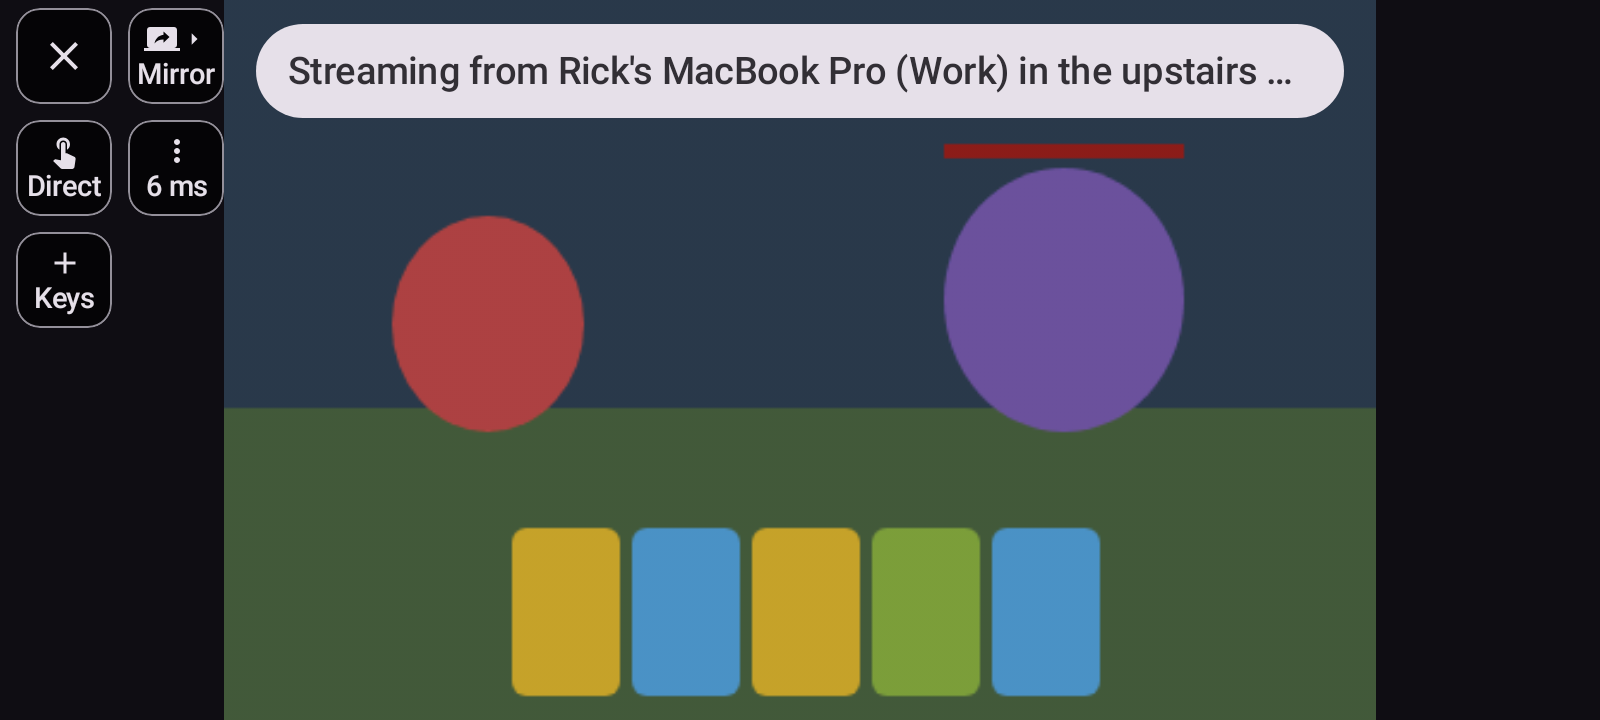 Streaming from Rick's MacBook Pro (Work) in the upstairs ...
Mirror
Direct
6 ms
Keys